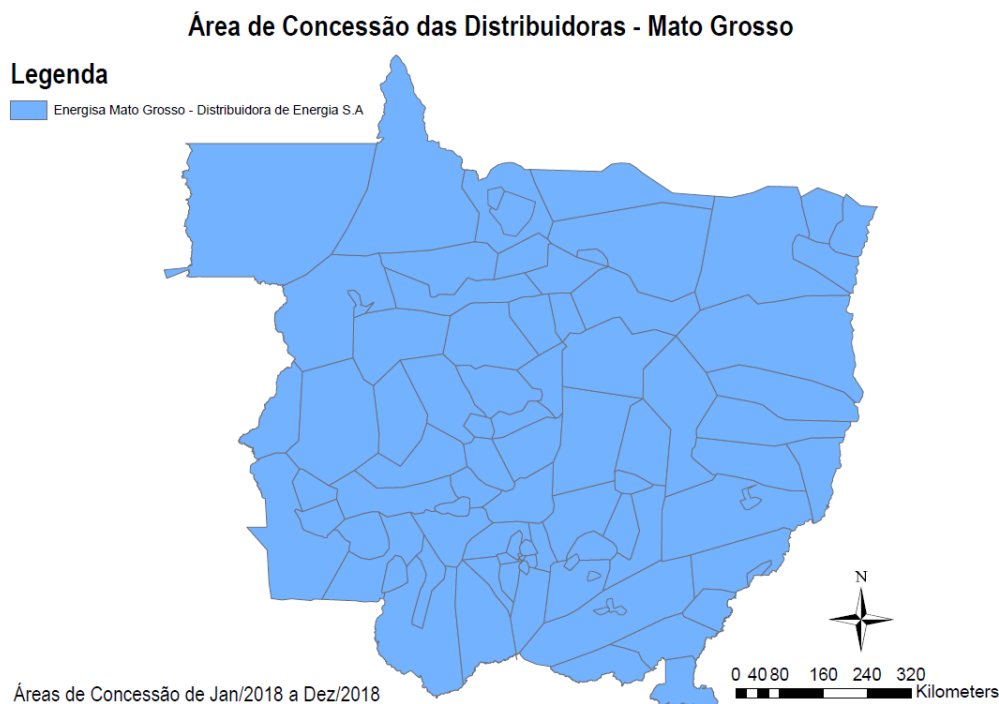 Área de Concessão das Distribuidoras - Mato Grosso
Legenda
Energisa Mato Grosso - Distribuidora de Energia S.A
N
0 40 80 160 240 320
Kilometers
Áreas de Concessão de Jan/2018 a Dez/2018